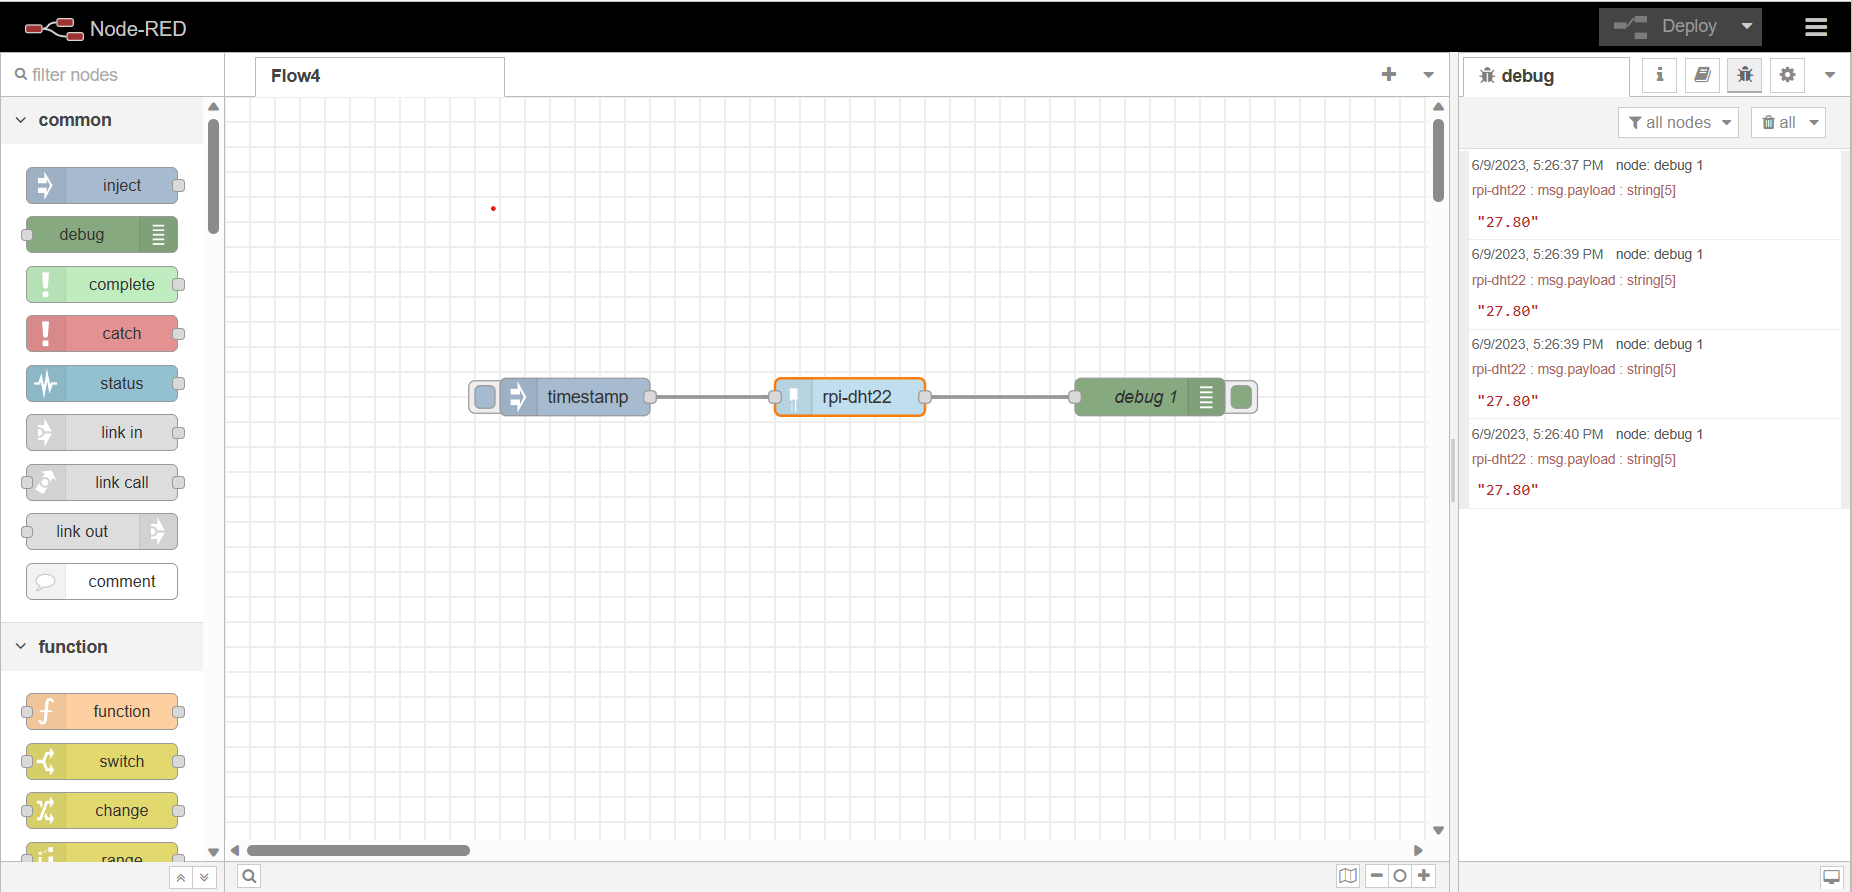 Node-RED
Deploy
filter nodes
Flow4
debug
common
all nodes
all
inject
debug
complete
catch
status
link in
link call
link out
comment
function
function
switch
change
range
timestamp
rpi-dht22
debug 1
6/9/2023, 5:26:37 PM node: debug 1
rpi-dht22 : msg.payload : string[5]
"27.80"
6/9/2023, 5:26:39 PM node: debug 1
rpi-dht22 : msg.payload : string[5]
"27.80"
6/9/2023, 5:26:39 PM node: debug 1
rpi-dht22 : msg.payload : string[5]
"27.80"
6/9/2023, 5:26:40 PM node: debug 1
rpi-dht22 : msg.payload : string[5]
"27.80"